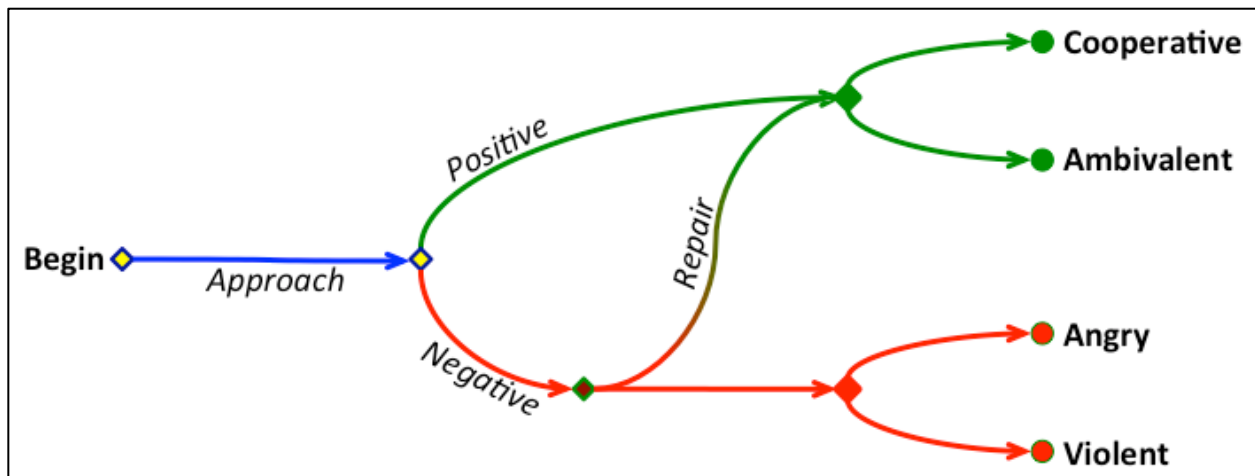 Cooperative
Positive
Ambivalent
Repair
Begin
Approach
Angry
Negative
Violent